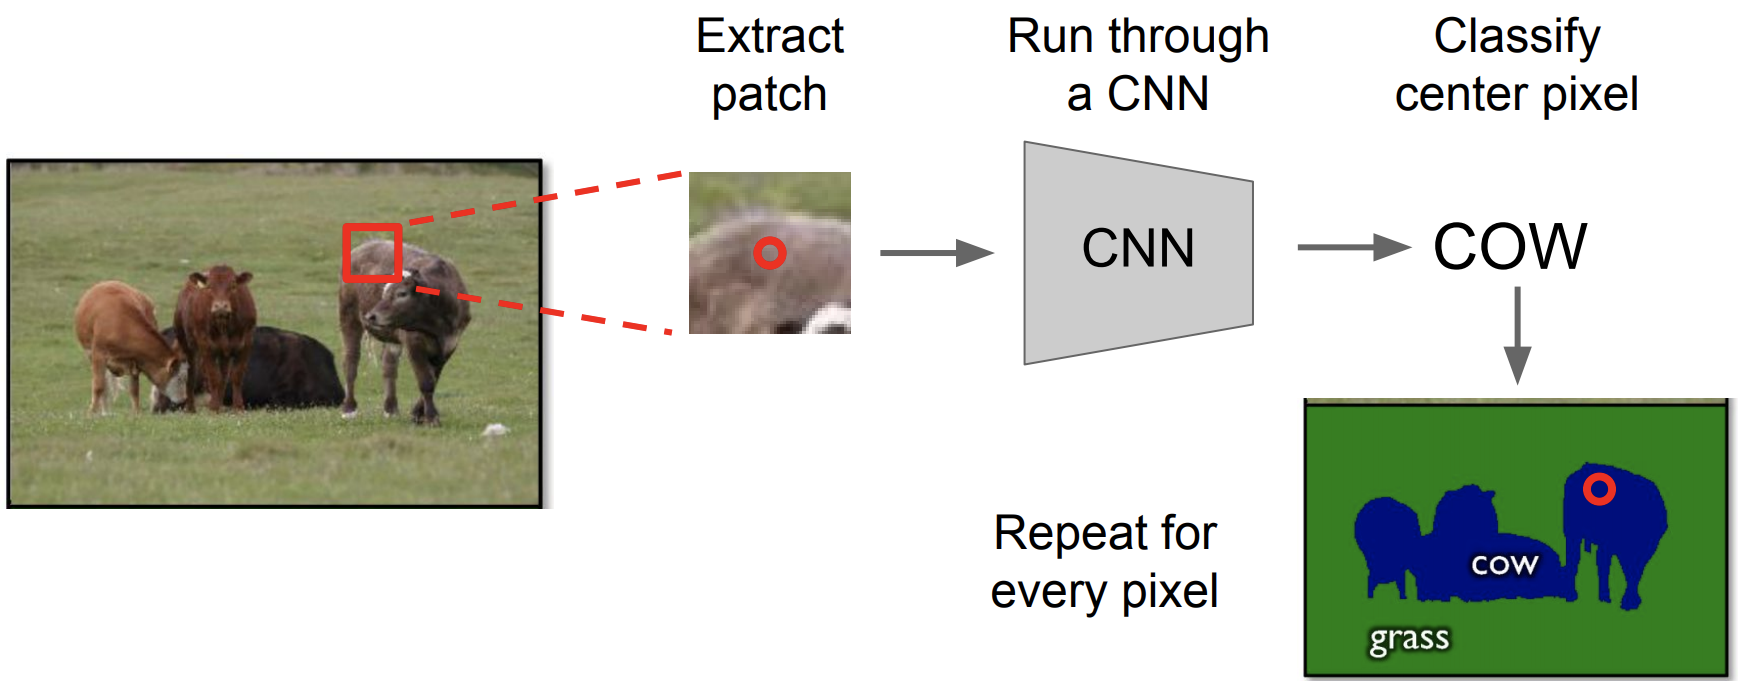 Extract
patch
Run through
a CNN
Classify
center pixel
CNN
COW
Repeat for
every pixel
cow
grass